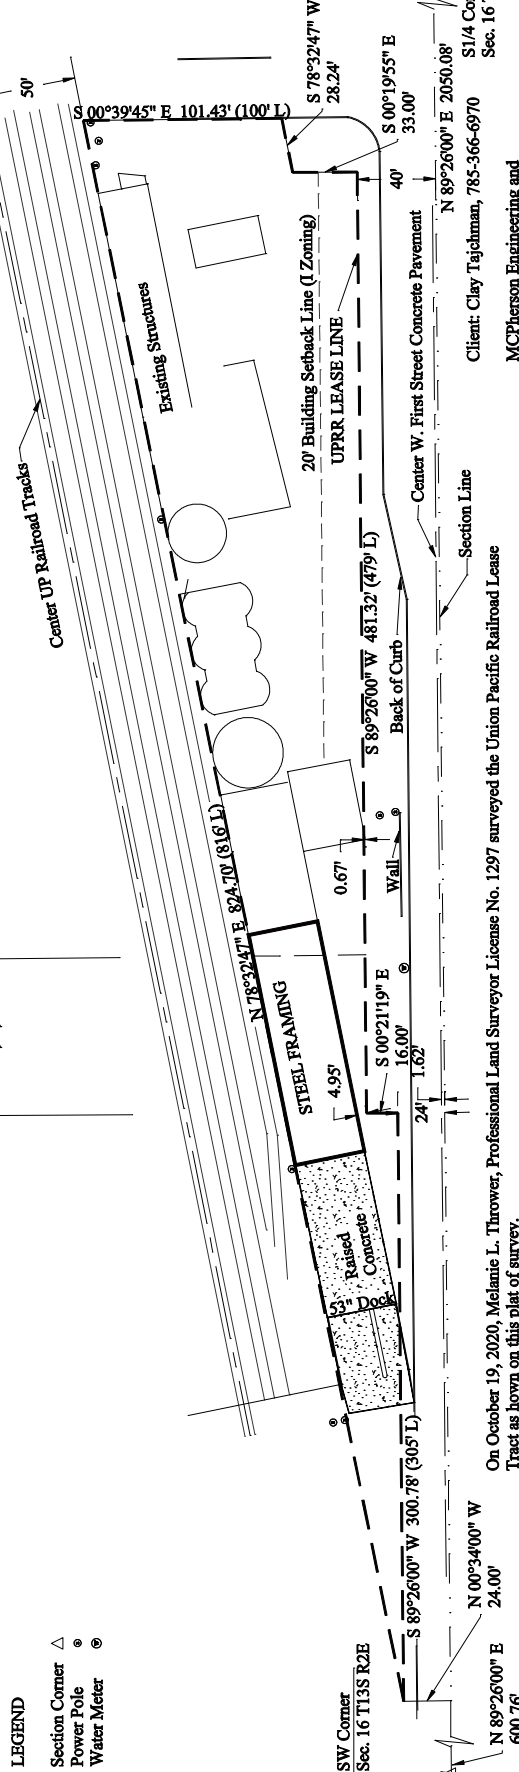 LEGEND
Section Corner
Power Pole
Water Meter
50'
Center UP Railroad Tracks
S 00°39'45" E 101.43' (100' L)
S 78°32'47" W
28.24'
S 00°19'55" E
33.00'
40'
Existing Structures
20' Building Setback Line (I Zoning)
UPRR LEASE LINE
N 78°32'47" E 824.70' (816' L)
S 89°26'00" W 481.32' (479' L)
Back of Curb
Center W. First Street Concrete Pavement
Section Line
N 89°26'00" E 2050.08'
S1/4 Co
Sec. 16
0.67'
Wall
STEEL FRAMING
4.95'
S 00°21'19" E
16.00'
1.62'
24'
Raised
Concrete
53" Dock
S 89°26'00" W 300.78' (305' L)
N 00°34'00" W
24.00'
SW Corner
Sec. 16 T13S R2E
N 89°26'00" E
600.76'
Client: Clay Tajchman, 785-366-6970
MCPherson Engineering and
On October 19, 2020, Melanie L. Thrower, Professional Land Surveyor License No. 1297 surveyed the Union Pacific Railroad Lease
Tract as hown on this plat of survey.